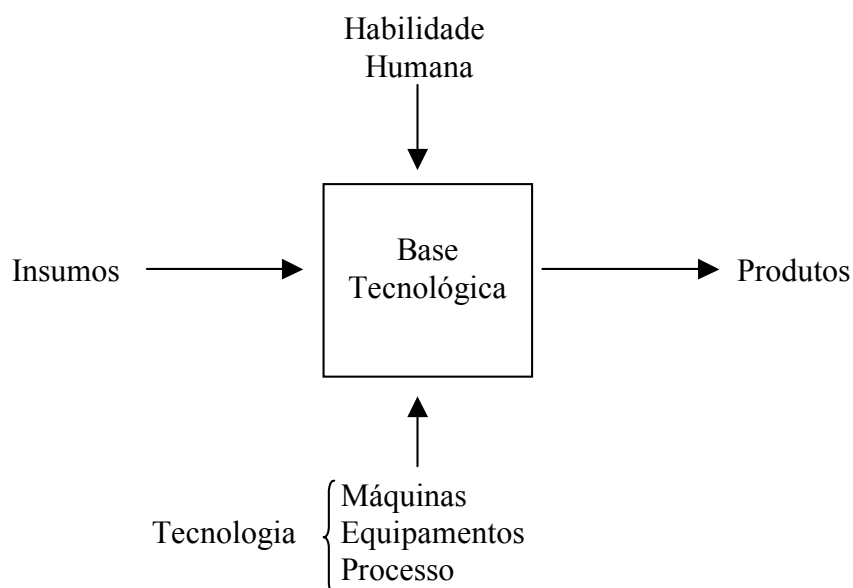 Habilidade
Humana
Insumos
Base
Tecnológica
Produtos
Tecnologia
Máquinas
Equipamentos
Processo